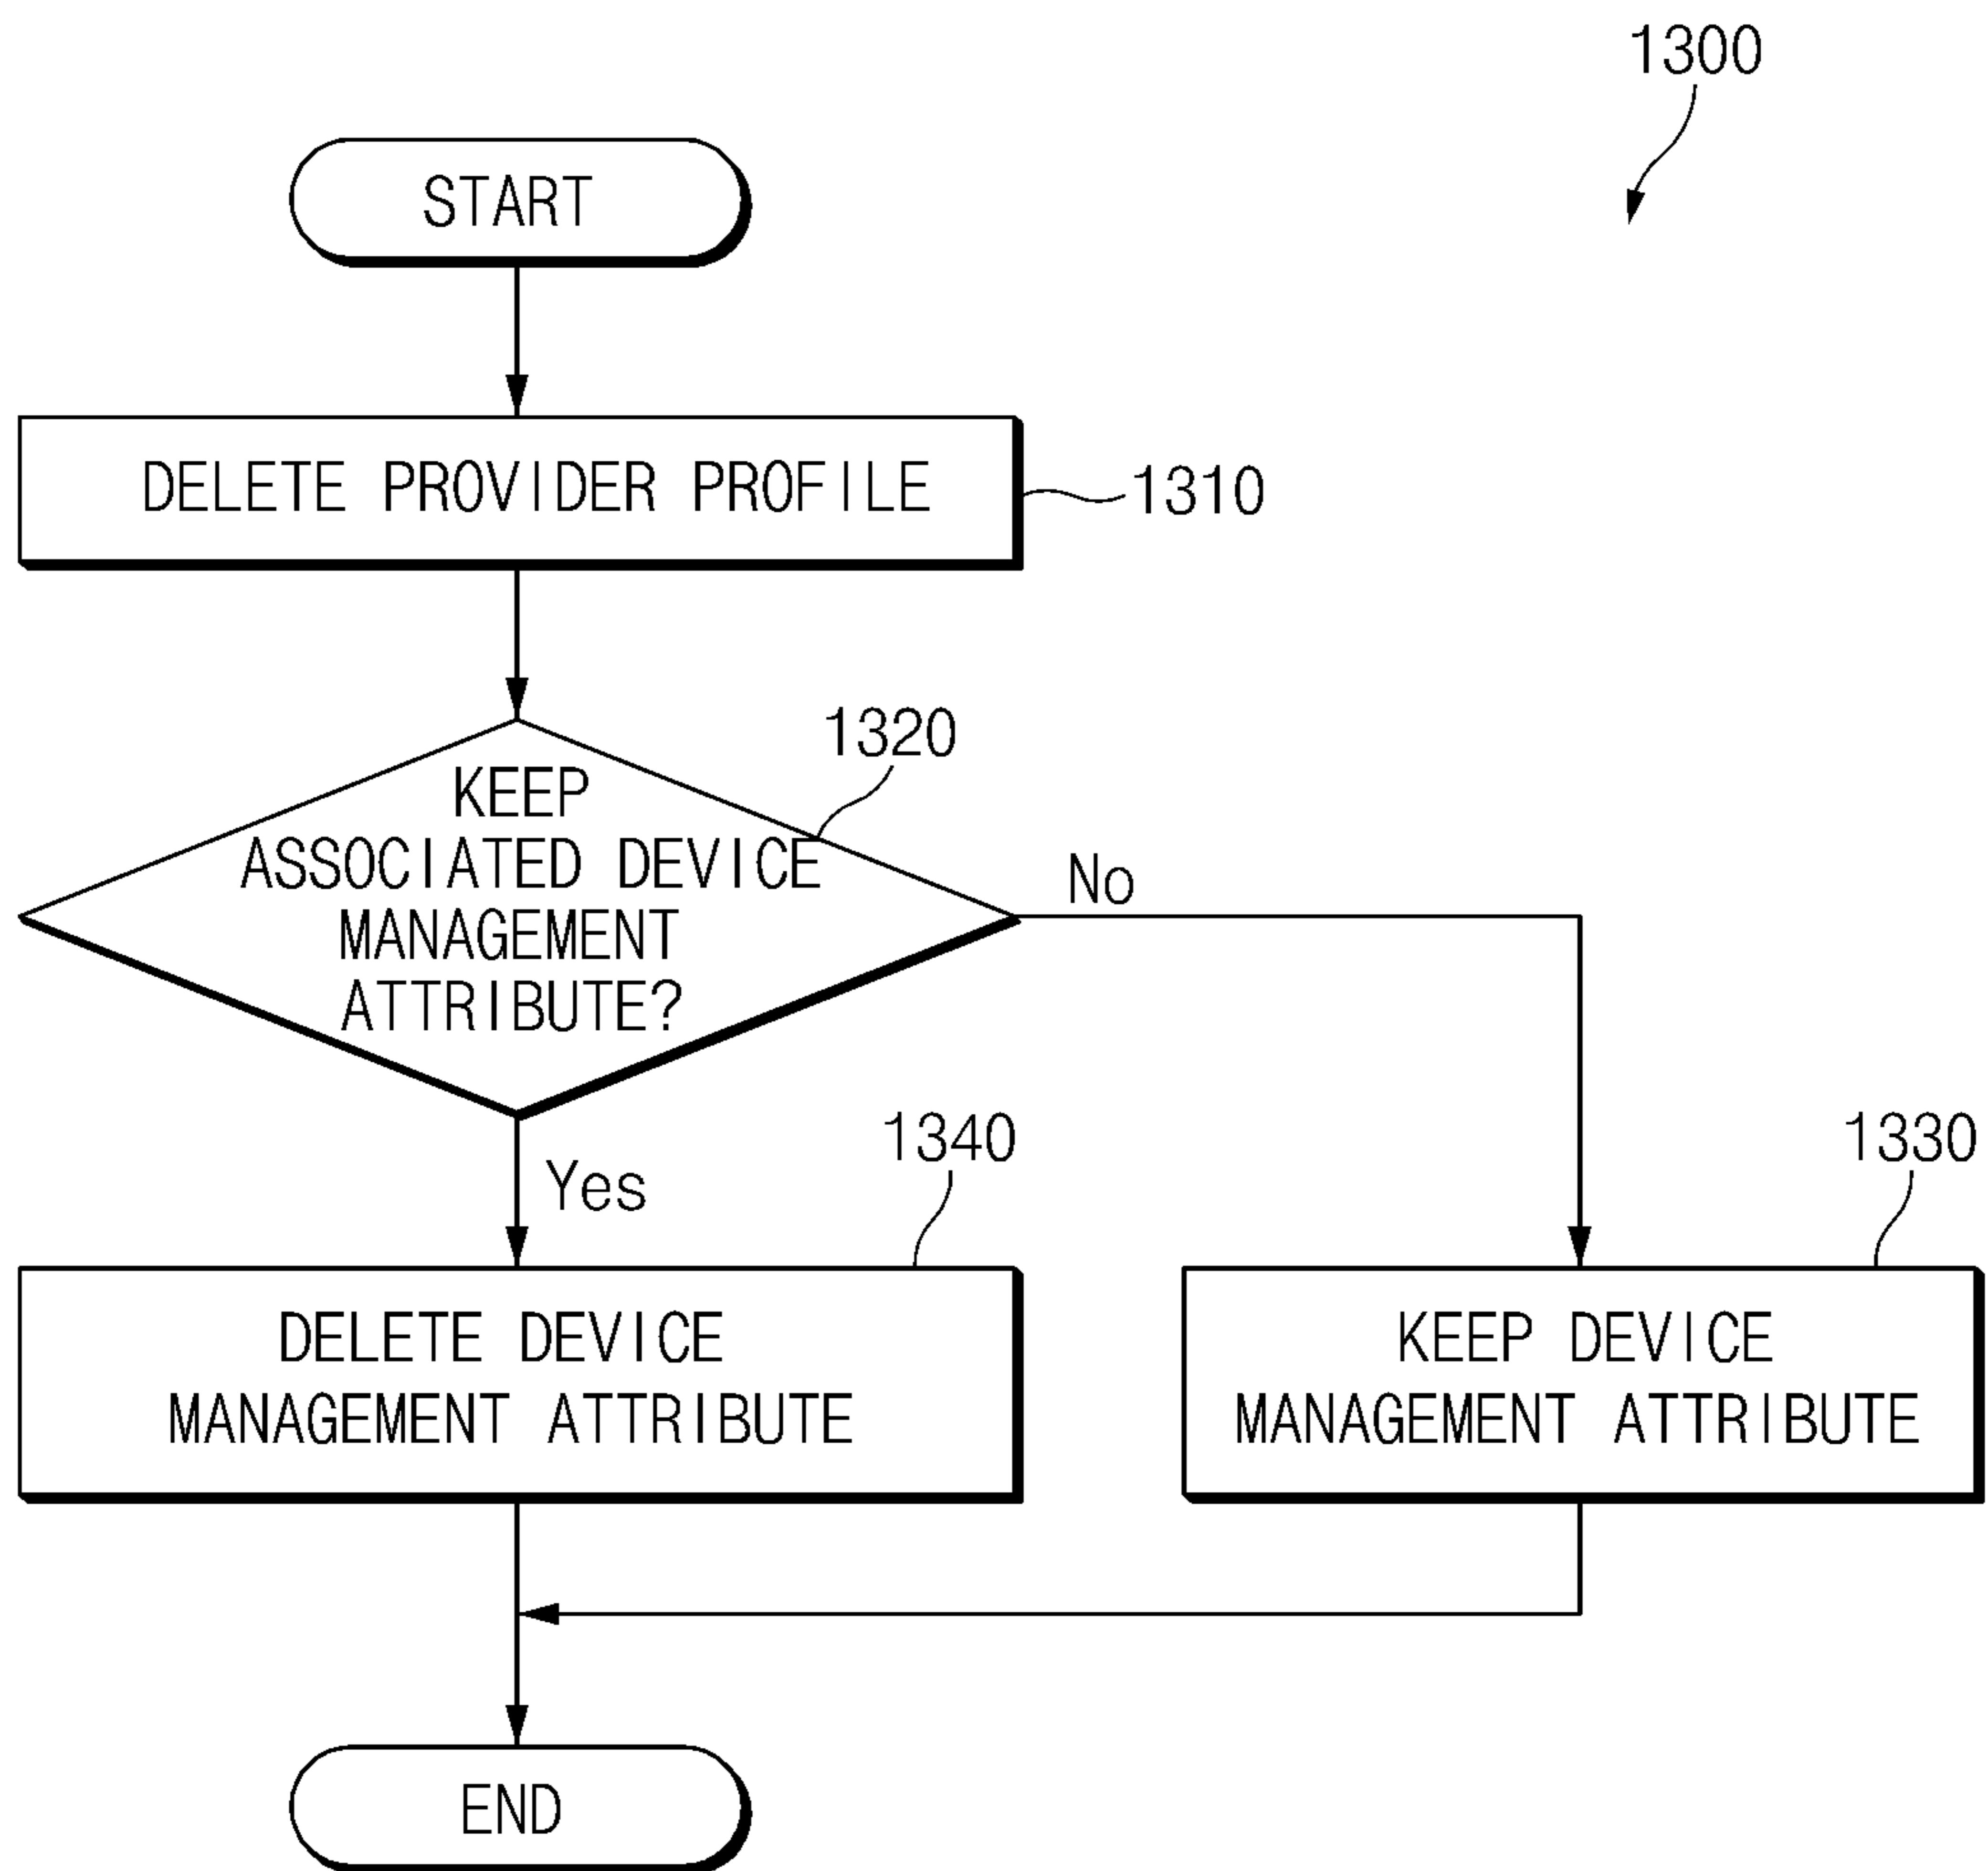 1300
START
DELETE PROVIDER PROFILE
1310
1320
KEEP
ASSOCIATED DEVICE
MANAGEMENT
ATTRIBUTE?
No
Yes
1340
DELETE DEVICE
MANAGEMENT ATTRIBUTE
1330
KEEP DEVICE
MANAGEMENT ATTRIBUTE
END